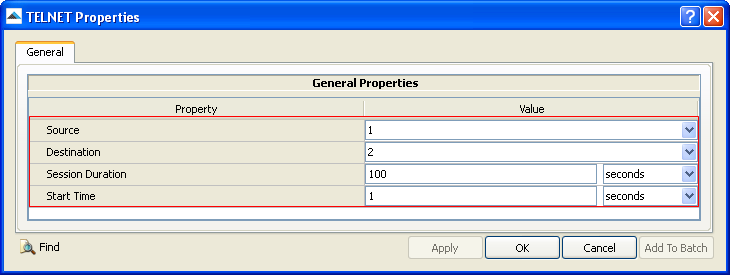 TELNET Properties
General
General Properties
Property Value
Source 1
Destination 2
Session Duration 100 seconds
Start Time 1 seconds
Find Apply OK Cancel Add To Batch